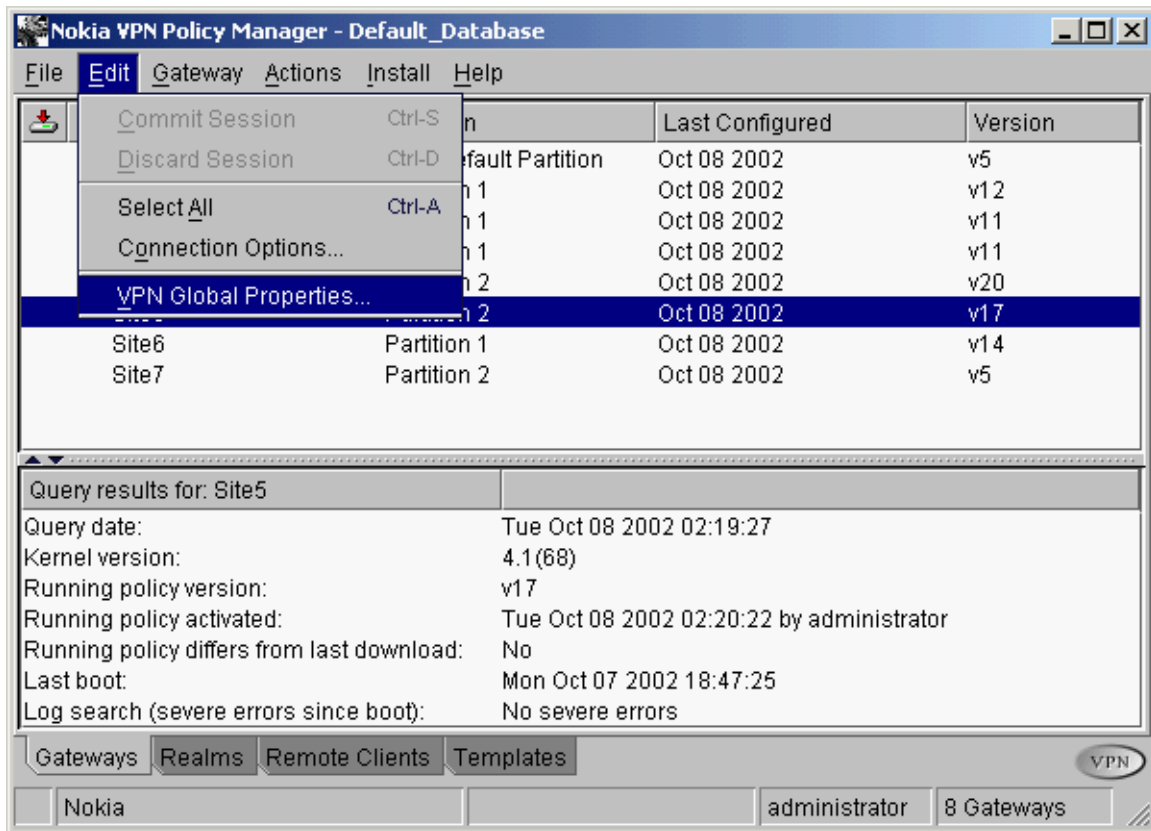 Nokia VPN Policy Manager - Default_Database
File Edit Gateway Actions Install Help
Commit Session Ctrl-S
Discard Session Ctrl-D
Select All Ctrl-A
Connection Options...
VPN Global Properties...
n Last Configured Version
efault Partition Oct 08 2002 v5
n 1 Oct 08 2002 v12
n 1 Oct 08 2002 v11
n 1 Oct 08 2002 v11
n 2 Oct 08 2002 v20
n 2 Oct 08 2002 v17
Site6 Partition 1 Oct 08 2002 v14
Site7 Partition 2 Oct 08 2002 v5
Query results for: Site5
Query date: Tue Oct 08 2002 02:19:27
Kernel version: 4.1(68)
Running policy version: v17
Running policy activated: Tue Oct 08 2002 02:20:22 by administrator
Running policy differs from last download: No
Last boot: Mon Oct 07 2002 18:47:25
Log search (severe errors since boot): No severe errors
Gateways Realms Remote Clients Templates VPN
Nokia administrator 8 Gateways